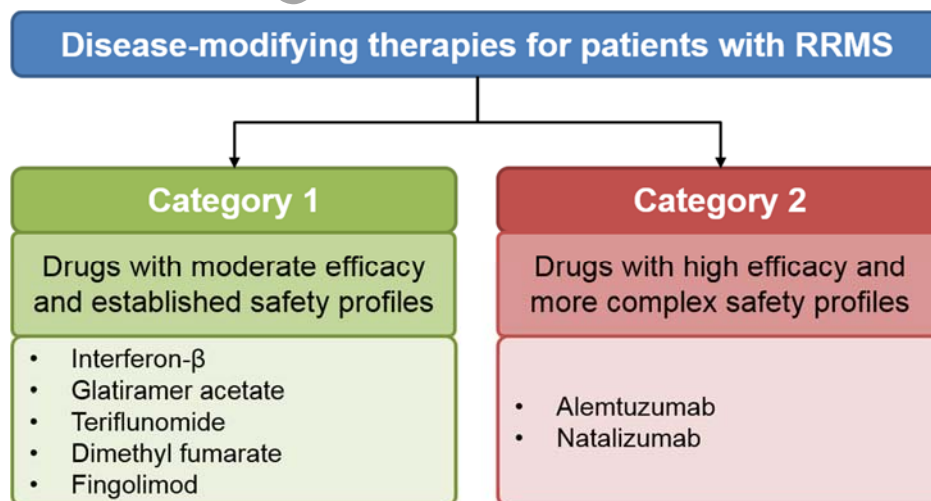 Disease-modifying therapies for patients with RRMS
Category 1
Drugs with moderate efficacy
and established safety profiles
• Interferon-β
• Glatiramer acetate
• Teriflunomide
• Dimethyl fumarate
• Fingolimod
Category 2
Drugs with high efficacy and
more complex safety profiles
• Alemtuzumab
• Natalizumab